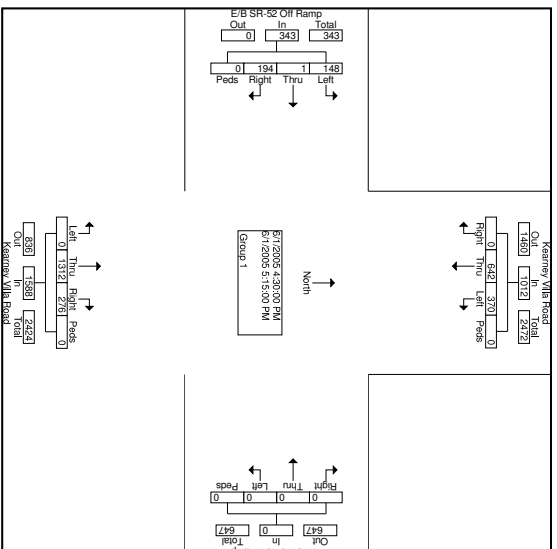 E/B SR-52 Off Ramp
Out In Total
0 343 343
0 194 1 148
Peds Right Thru Left
Kearney Villa Road
Out In Total
836 1588 2424
0 1312 276 0
Left Thru Right Peds
North
6/1/2005 4:30:00 PM
6/1/2005 5:15:00 PM
Group 1
Kearney Villa Road
Out In Total
1460 1012 2472
0 642 370 0
Right Thru Left Peds
Peds Left Thru Right
0 0 0 0
647 0 647
Total In Out